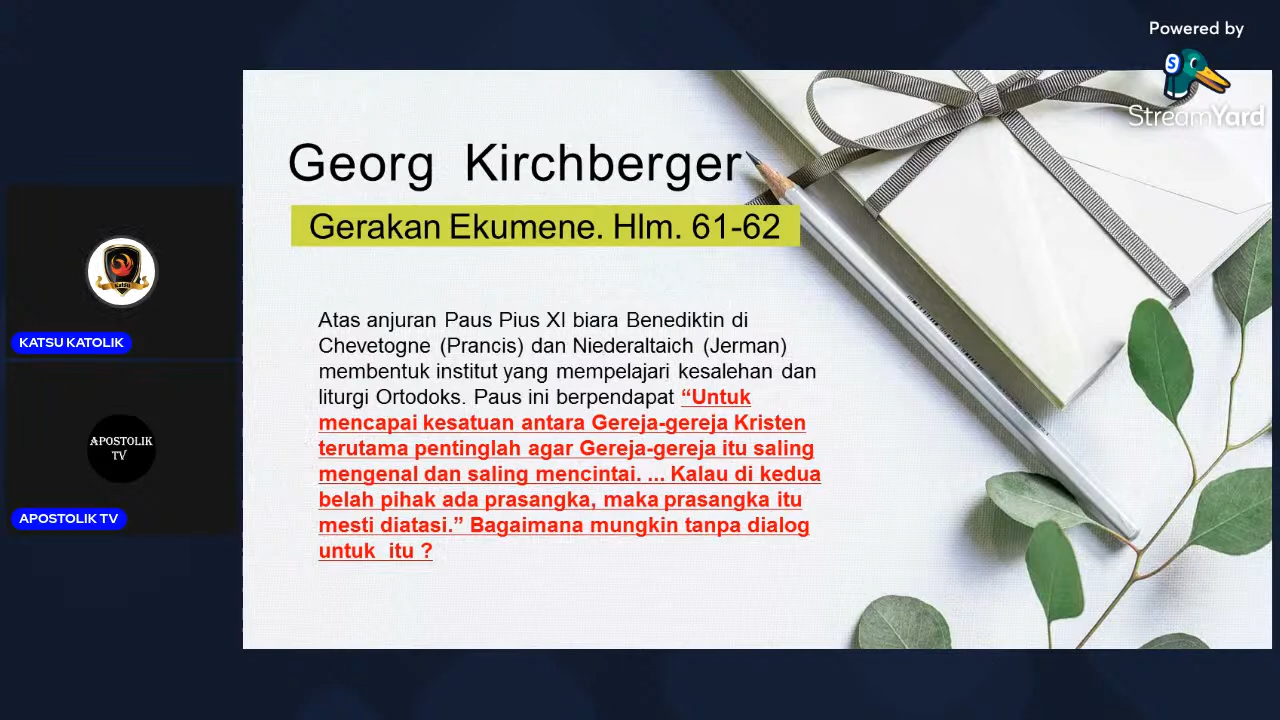 Powered by
StreamYard
Georg Kirchberger
Gerakan Ekumene. Hlm. 61-62
Atas anjuran Paus Pius XI biara Benediktin di
Chevetogne (Prancis) dan Niederaltaich (Jerman)
membentuk institut yang mempelajari kesalehan dan
liturgi Ortodoks. Paus ini berpendapat “Untuk
mencapai kesatuan antara Gereja-gereja Kristen
terutama pentinglah agar Gereja-gereja itu saling
mengenal dan saling mencintai. ... Kalau di kedua
belah pihak ada prasangka, maka prasangka itu
mesti diatasi.” Bagaimana mungkin tanpa dialog
untuk itu ?
KATSU KATOLIK
APOSTOLIK
TV
APOSTOLIK TV